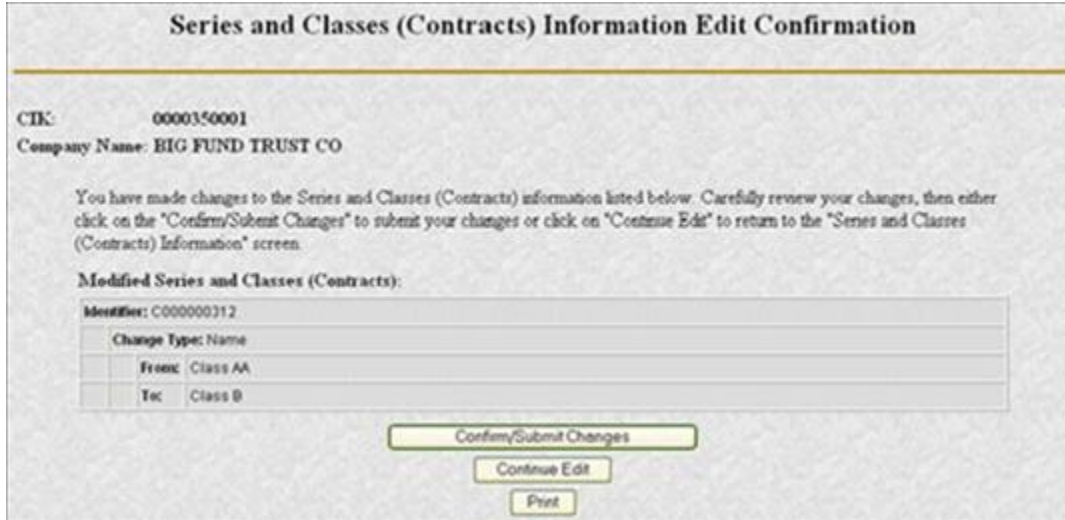 Series and Classes (Contracts) Information Edit Confirmation
CIK: 0000350001
Company Name: BIG FUND TRUST CO
You have made changes to the Series and Classes (Contracts) information listed below. Carefully review your changes, then either
click on the "Confirm/Submit Changes" to submit your changes or click on "Continue Edit" to return to the "Series and Classes
(Contracts) Information" screen.
Modified Series and Classes (Contracts):
Identifier: C000000312
Change Type: Name
From: Class AA
To: Class B
Confirm/Submit Changes
Continue Edit
Print